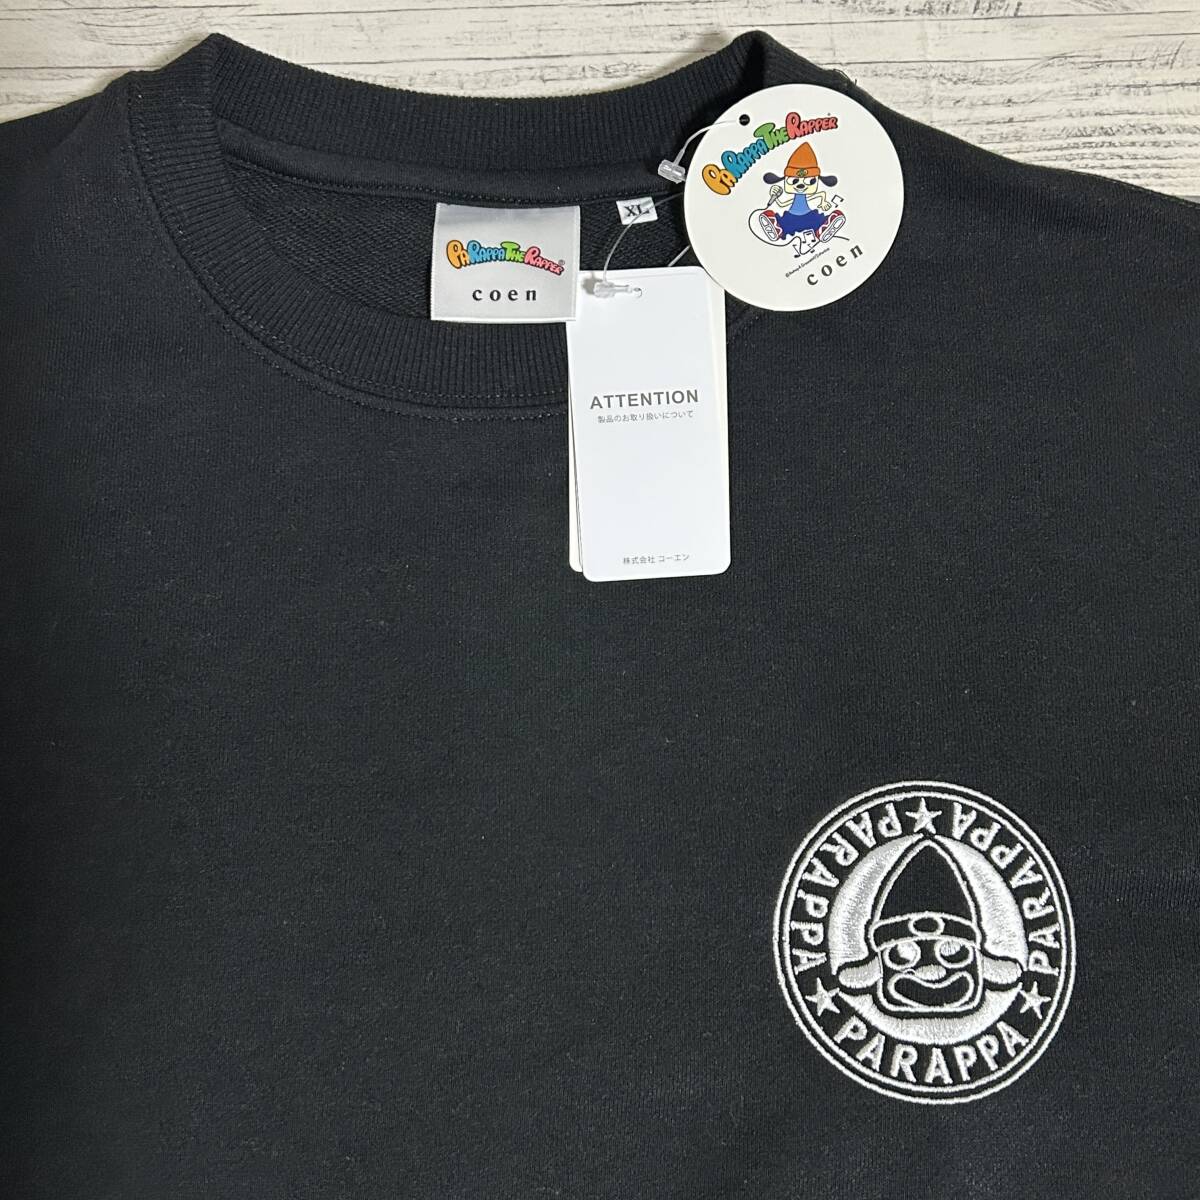 PARAPPA THE RAPPER
coen
XL
PARAPPA THE RAPPER
coen
ATTENTION
製品のお取り扱いについて
株式会社 コーエン
PARAPPA ★ PARAPPA ★ PARAPPA ★